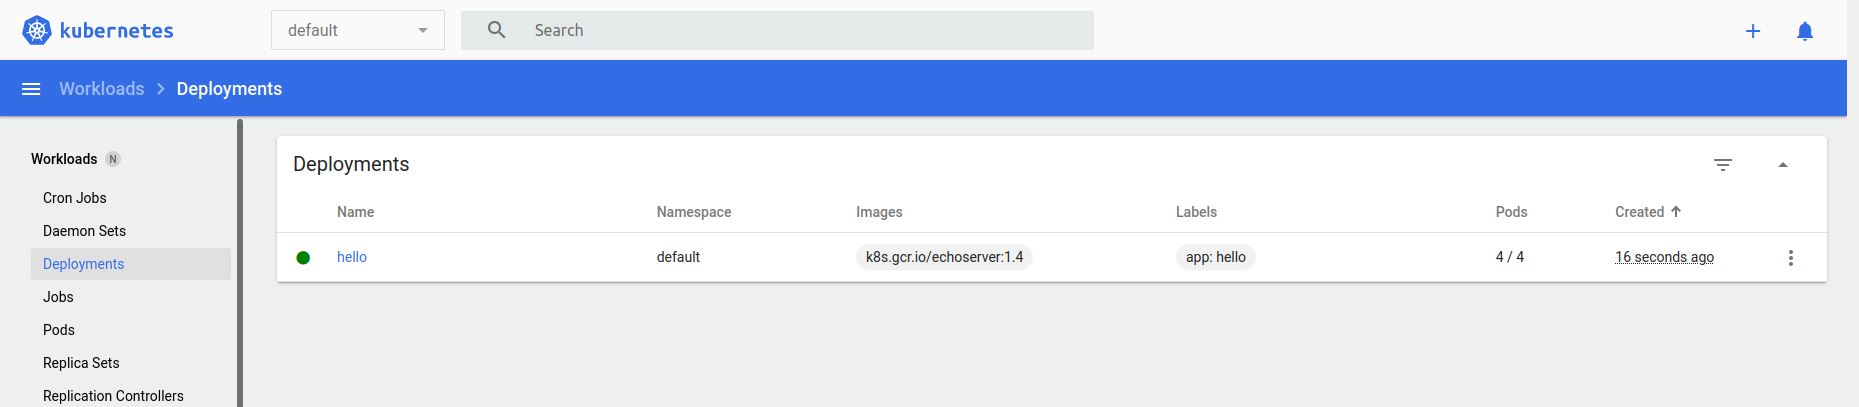 kubernetes default Search
Workloads Deployments
Workloads N
Cron Jobs
Daemon Sets
Deployments
Jobs
Pods
Replica Sets
Replication Controllers
Deployments
Name Namespace Images Labels Pods Created
hello default k8s.gcr.io/echoserver:1.4 app: hello 4 / 4 16 seconds ago